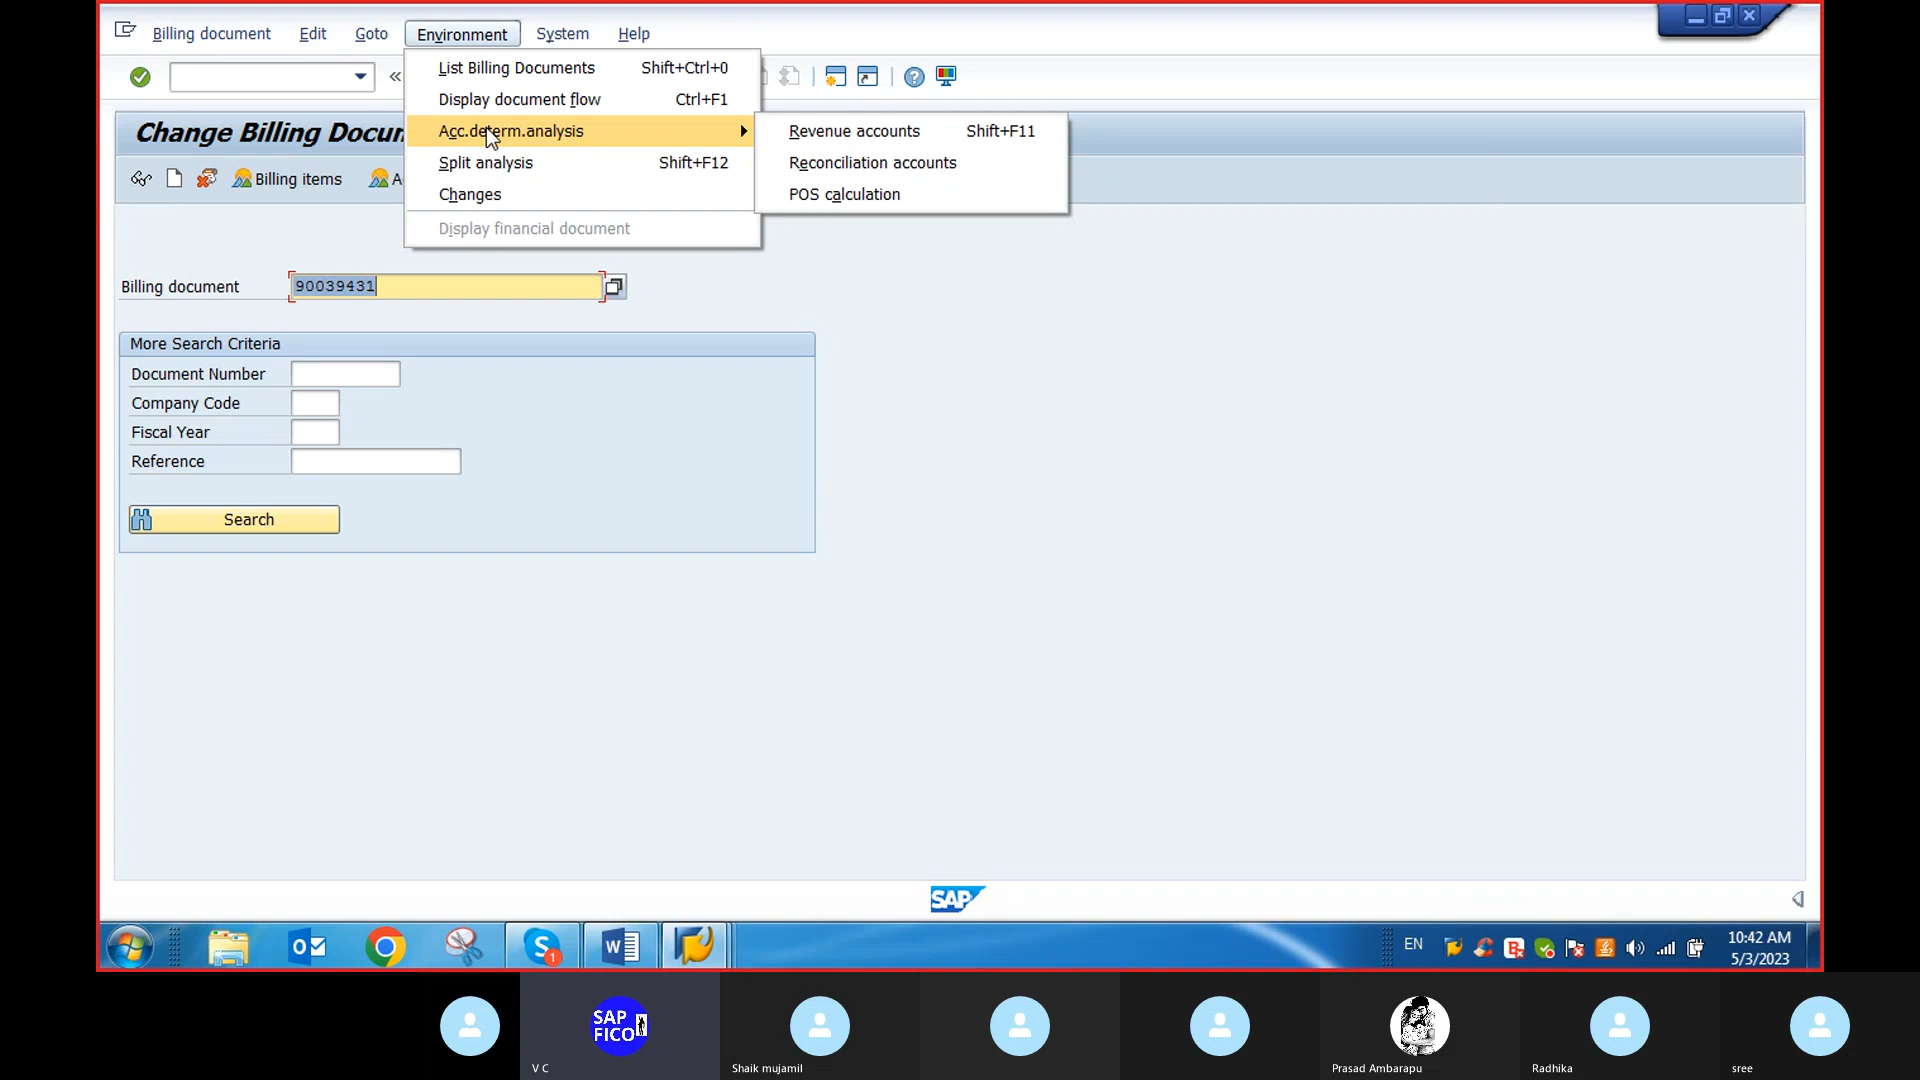 Billing document Edit Goto Environment System Help
List Billing Documents Shift+Ctrl+0
Display document flow Ctrl+F1
Acc.determ.analysis
Split analysis Shift+F12
Changes
Display financial document
Revenue accounts Shift+F11
Reconciliation accounts
POS calculation
Change Billing Docu
Billing items
Billing document 90039431
More Search Criteria
Document Number
Company Code
Fiscal Year
Reference
Search
SAP
EN
10:42 AM
5/3/2023
1
SAP
FICO
V C
Shaik mujamil
Prasad Ambarapu
Radhika
sree